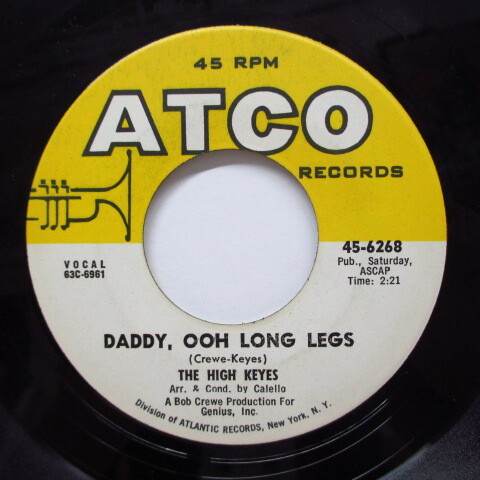 45 RPM
ATCO
RECORDS
VOCAL
63C-6961
45-6268
Pub., Saturday,
ASCAP
Time: 2:21
DADDY, OOH LONG LEGS
(Crewe-Keyes)
THE HIGH KEYES
Arr. & Cond. by Calello
A Bob Crewe Production For
Genius, Inc.
Division of ATLANTIC RECORDS, New York, N. Y.